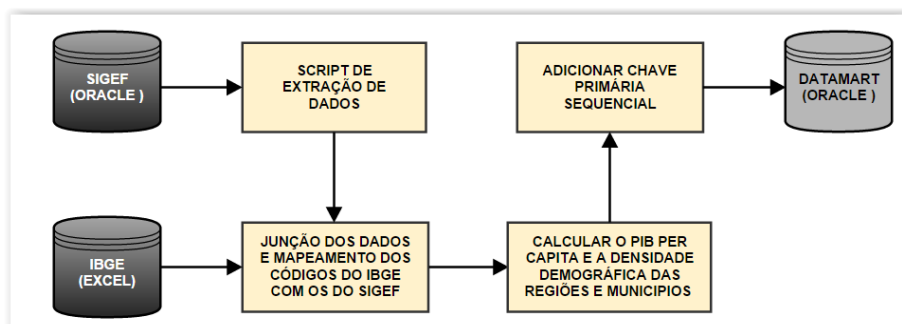 SIGEF
(ORACLE )
SCRIPT DE
EXTRAÇÃO DE
DADOS
ADICIONAR CHAVE
PRIMÁRIA
SEQUENCIAL
DATAMART
(ORACLE )
IBGE
(EXCEL)
JUNÇÃO DOS DADOS
E MAPEAMENTO DOS
CÓDIGOS DO IBGE
COM OS DO SIGEF
CALCULAR O PIB PER
CAPITA E A DENSIDADE
DEMOGRÁFICA DAS
REGIÕES E MUNICIPIOS